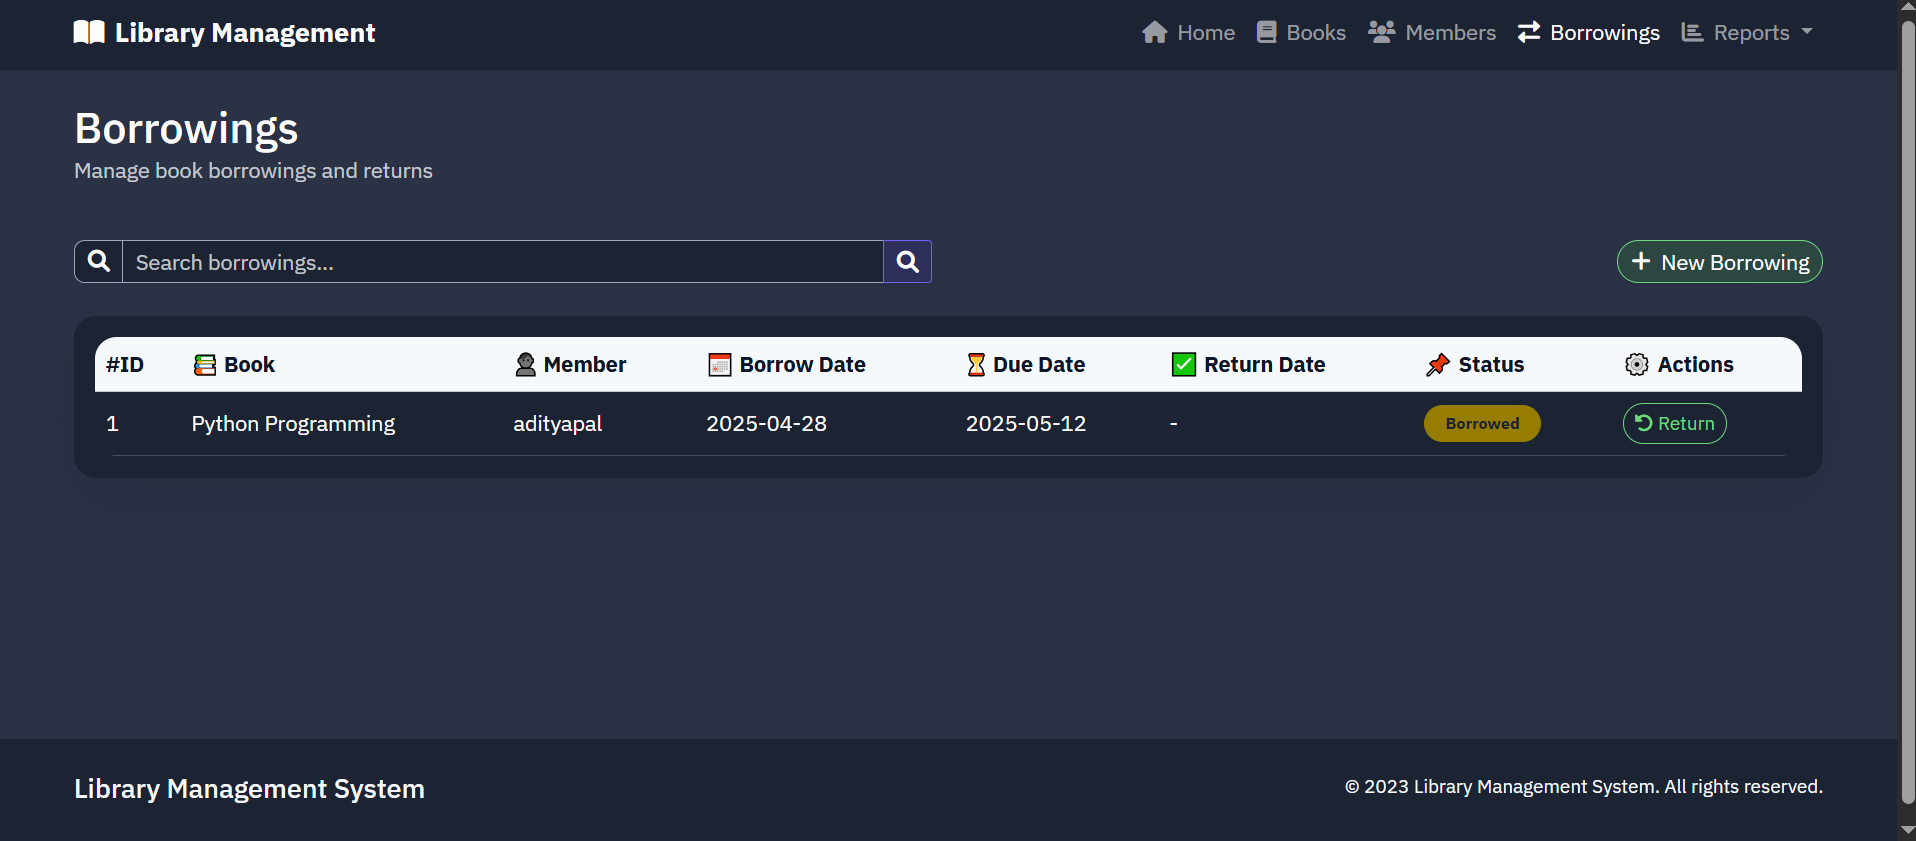 Library Management Home Books Members Borrowings Reports
Borrowings
Manage book borrowings and returns
Search borrowings... New Borrowing
#ID Book Member Borrow Date Due Date Return Date Status Actions
1 Python Programming adityapal 2025-04-28 2025-05-12 - Borrowed Return
Library Management System © 2023 Library Management System. All rights reserved.